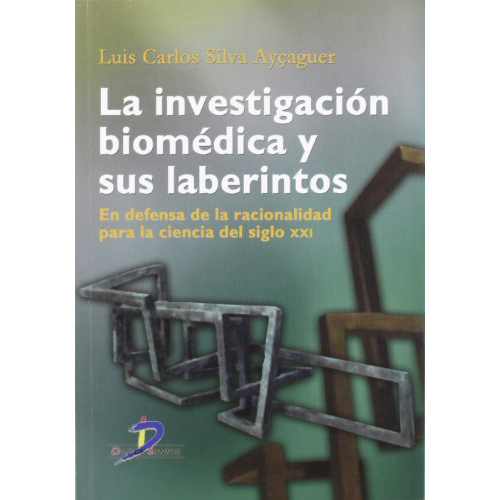 Luis Carlos Silva Ayçaguer
La investigación
biomédica y
sus laberintos
En defensa de la racionalidad
para la ciencia del siglo XXI